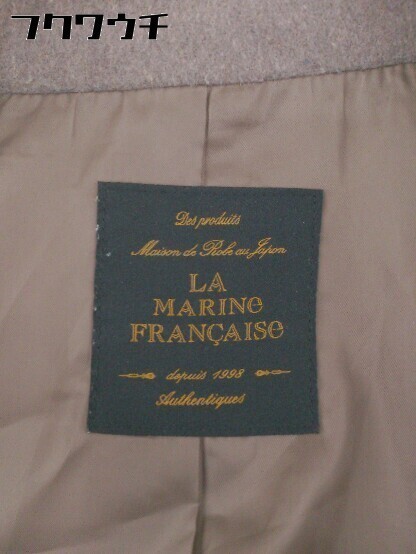 フクワウチ
Des produits
Maison de Robe au Japon
LA
MARINE
FRANÇAISE
depuis 1998
Authentiques